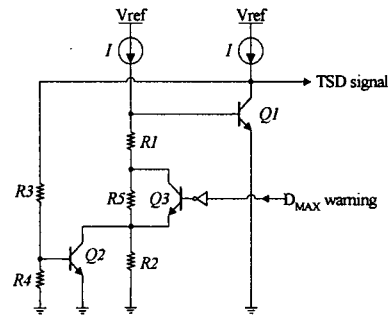 Vref Vref
I I
TSD signal
Q1
R1
R3 R5 Q3 DMAX warning
Q2
R4 R2